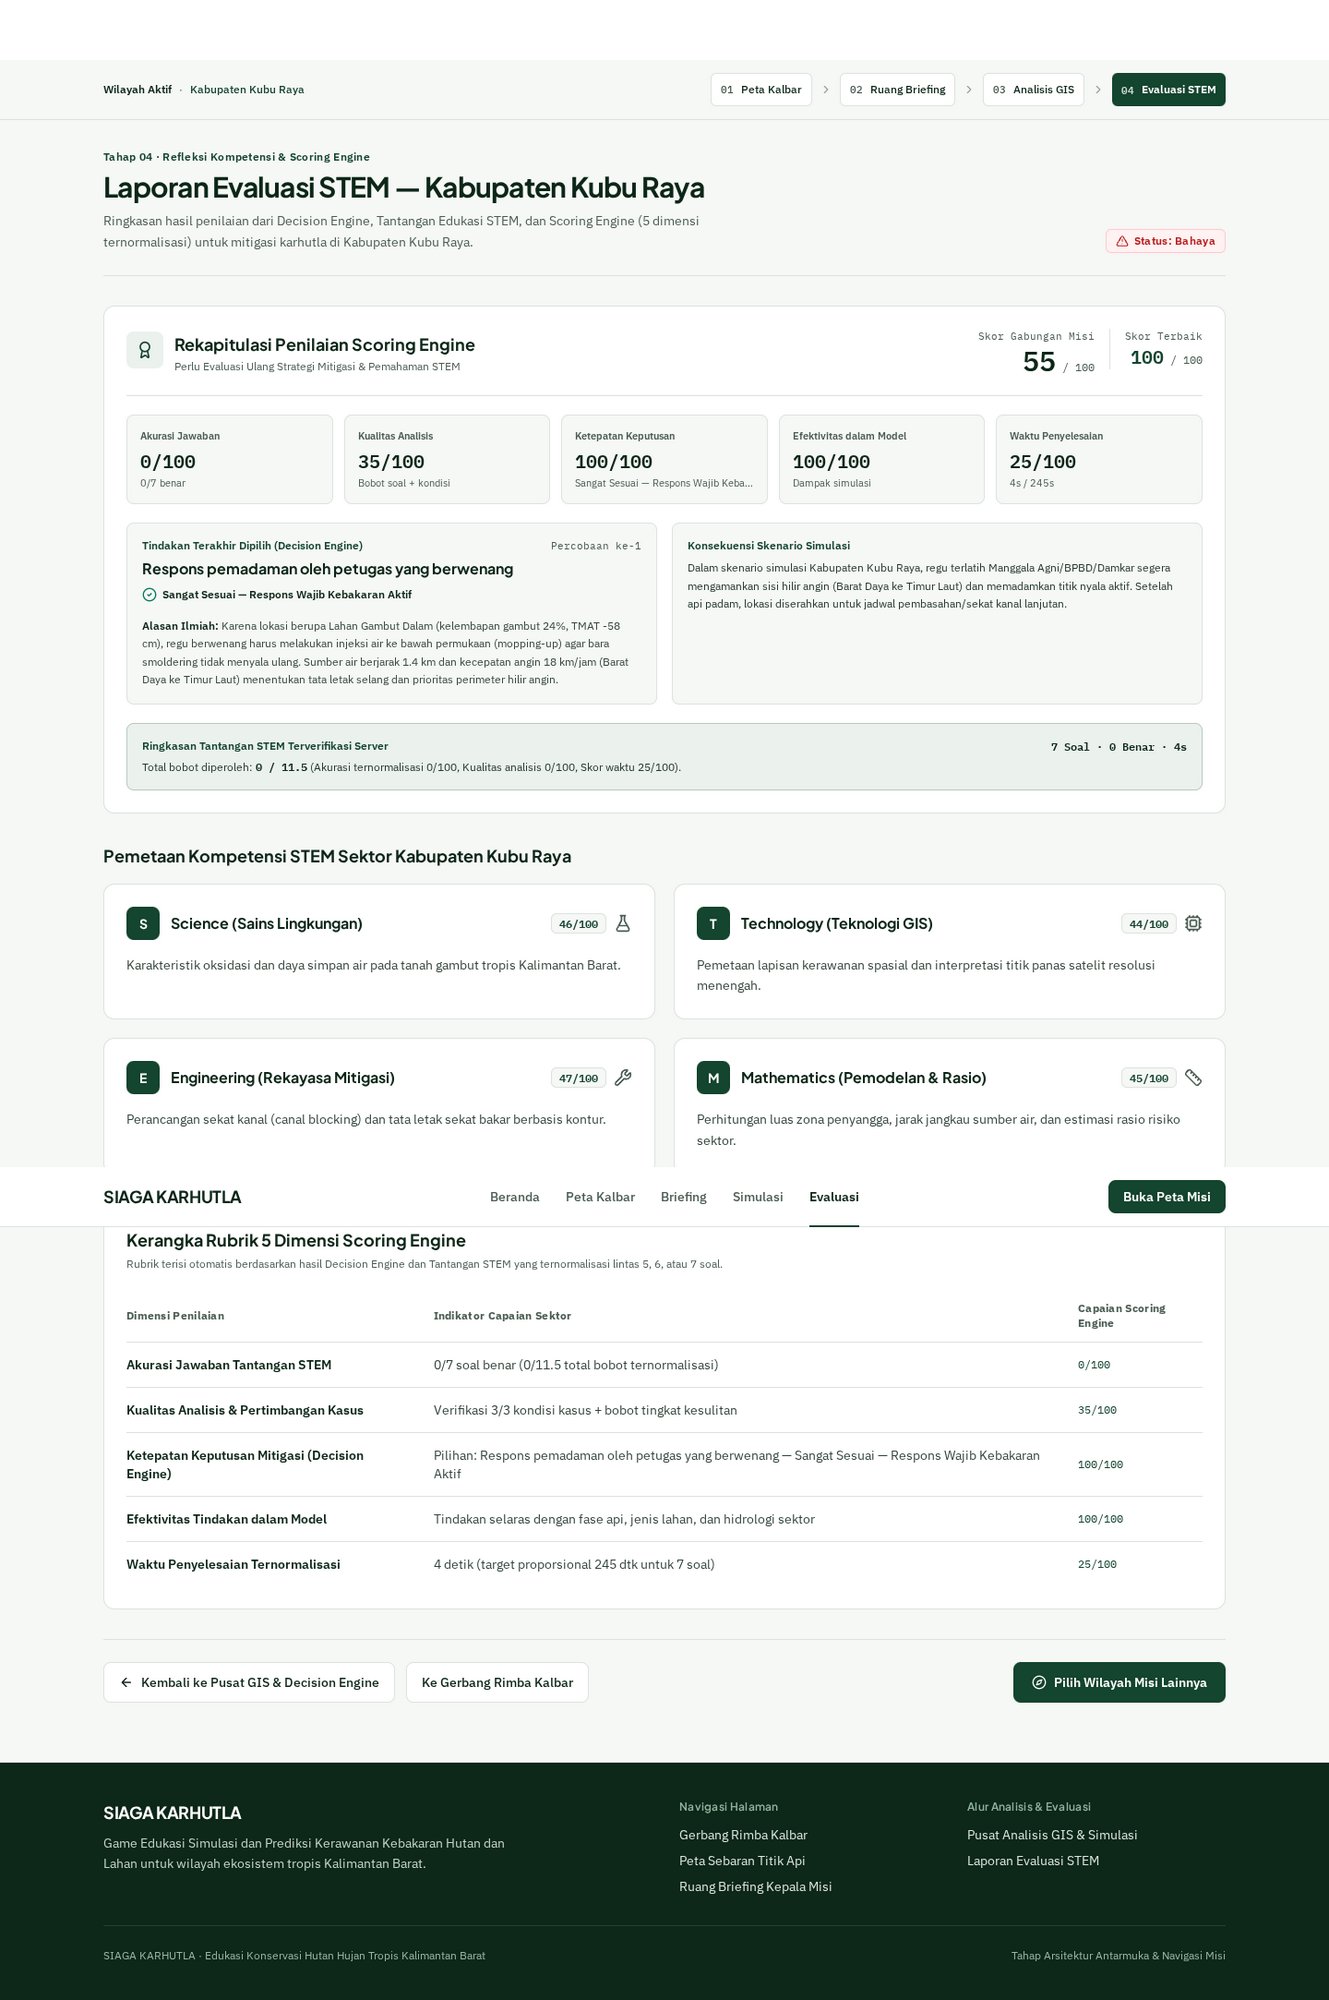 Wilayah Aktif · Kabupaten Kubu Raya
01 Peta Kalbar > 02 Ruang Briefing > 03 Analisis GIS > 04 Evaluasi STEM
Tahap 04 · Refleksi Kompetensi & Scoring Engine
Laporan Evaluasi STEM — Kabupaten Kubu Raya
Ringkasan hasil penilaian dari Decision Engine, Tantangan Edukasi STEM, dan Scoring Engine (5 dimensi
ternormalisasi) untuk mitigasi karhutla di Kabupaten Kubu Raya.
Status: Bahaya
Rekapitulasi Penilaian Scoring Engine
Perlu Evaluasi Ulang Strategi Mitigasi & Pemahaman STEM
Skor Gabungan Misi
55 / 100
Skor Terbaik
100 / 100
Akurasi Jawaban
0/100
0/7 benar
Kualitas Analisis
35/100
Bobot soal + kondisi
Ketepatan Keputusan
100/100
Sangat Sesuai — Respons Wajib Keba...
Efektivitas dalam Model
100/100
Dampak simulasi
Waktu Penyelesaian
25/100
4s / 245s
Tindakan Terakhir Dipilih (Decision Engine)
Percobaan ke-1
Respons pemadaman oleh petugas yang berwenang
Sangat Sesuai — Respons Wajib Kebakaran Aktif
Alasan Ilmiah: Karena lokasi berupa Lahan Gambut Dalam (kelembapan gambut 24%, TMAT -58
cm), regu berwenang harus melakukan injeksi air ke bawah permukaan (mopping-up) agar bara
smoldering tidak menyala ulang. Sumber air berjarak 1.4 km dan kecepatan angin 18 km/jam (Barat
Daya ke Timur Laut) menentukan tata letak selang dan prioritas perimeter hilir angin.
Konsekuensi Skenario Simulasi
Dalam skenario simulasi Kabupaten Kubu Raya, regu terlatih Manggala Agni/BPBD/Damkar segera
mengamankan sisi hilir angin (Barat Daya ke Timur Laut) dan memadamkan titik nyala aktif. Setelah
api padam, lokasi diserahkan untuk jadwal pembasahan/sekat kanal lanjutan.
Ringkasan Tantangan STEM Terverifikasi Server
7 Soal · 0 Benar · 4s
Total bobot diperoleh: 0 / 11.5 (Akurasi ternormalisasi 0/100, Kualitas analisis 0/100, Skor waktu 25/100).
Pemetaan Kompetensi STEM Sektor Kabupaten Kubu Raya
S Science (Sains Lingkungan) 46/100
Karakteristik oksidasi dan daya simpan air pada tanah gambut tropis Kalimantan Barat.
T Technology (Teknologi GIS) 44/100
Pemetaan lapisan kerawanan spasial dan interpretasi titik panas satelit resolusi
menengah.
E Engineering (Rekayasa Mitigasi) 47/100
Perancangan sekat kanal (canal blocking) dan tata letak sekat bakar berbasis kontur.
M Mathematics (Pemodelan & Rasio) 45/100
Perhitungan luas zona penyangga, jarak jangkau sumber air, dan estimasi rasio risiko
sektor.
SIAGA KARHUTLA Beranda Peta Kalbar Briefing Simulasi Evaluasi Buka Peta Misi
Kerangka Rubrik 5 Dimensi Scoring Engine
Rubrik terisi otomatis berdasarkan hasil Decision Engine dan Tantangan STEM yang ternormalisasi lintas 5, 6, atau 7 soal.
Dimensi Penilaian
Indikator Capaian Sektor
Capaian Scoring
Engine
Akurasi Jawaban Tantangan STEM
0/7 soal benar (0/11.5 total bobot ternormalisasi)
0/100
Kualitas Analisis & Pertimbangan Kasus
Verifikasi 3/3 kondisi kasus + bobot tingkat kesulitan
35/100
Ketepatan Keputusan Mitigasi (Decision
Engine)
Pilihan: Respons pemadaman oleh petugas yang berwenang — Sangat Sesuai — Respons Wajib Kebakaran
Aktif
100/100
Efektivitas Tindakan dalam Model
Tindakan selaras dengan fase api, jenis lahan, dan hidrologi sektor
100/100
Waktu Penyelesaian Ternormalisasi
4 detik (target proporsional 245 dtk untuk 7 soal)
25/100
Kembali ke Pusat GIS & Decision Engine
Ke Gerbang Rimba Kalbar
Pilih Wilayah Misi Lainnya
SIAGA KARHUTLA
Game Edukasi Simulasi dan Prediksi Kerawanan Kebakaran Hutan dan
Lahan untuk wilayah ekosistem tropis Kalimantan Barat.
Navigasi Halaman
Gerbang Rimba Kalbar
Peta Sebaran Titik Api
Ruang Briefing Kepala Misi
Alur Analisis & Evaluasi
Pusat Analisis GIS & Simulasi
Laporan Evaluasi STEM
SIAGA KARHUTLA · Edukasi Konservasi Hutan Hujan Tropis Kalimantan Barat
Tahap Arsitektur Antarmuka & Navigasi Misi